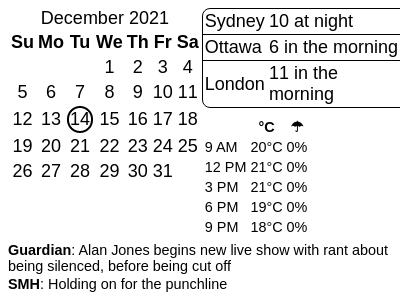 December 2021
Su Mo Tu We Th Fr Sa
1 2 3 4
5 6 7 8 9 10 11
12 13 14 15 16 17 18
19 20 21 22 23 24 25
26 27 28 29 30 31
Sydney 10 at night
Ottawa 6 in the morning
London 11 in the
morning
°C ☂
9 AM 20°C 0%
12 PM 21°C 0%
3 PM 21°C 0%
6 PM 19°C 0%
9 PM 18°C 0%
Guardian: Alan Jones begins new live show with rant about
being silenced, before being cut off
SMH: Holding on for the punchline